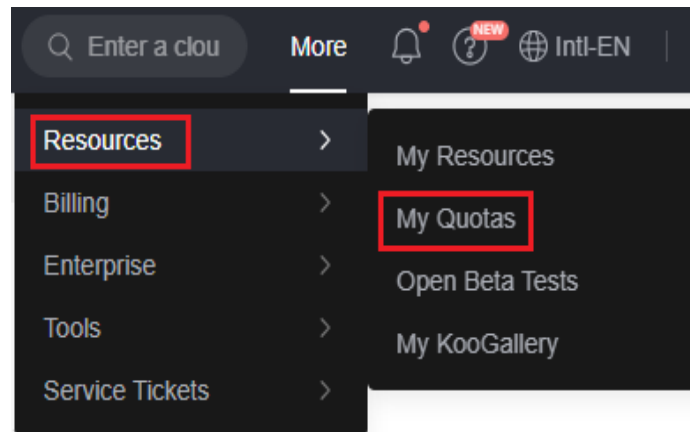 Enter a clou More NEW Intl-EN
Resources
Billing
Enterprise
Tools
Service Tickets
My Resources
My Quotas
Open Beta Tests
My KooGallery